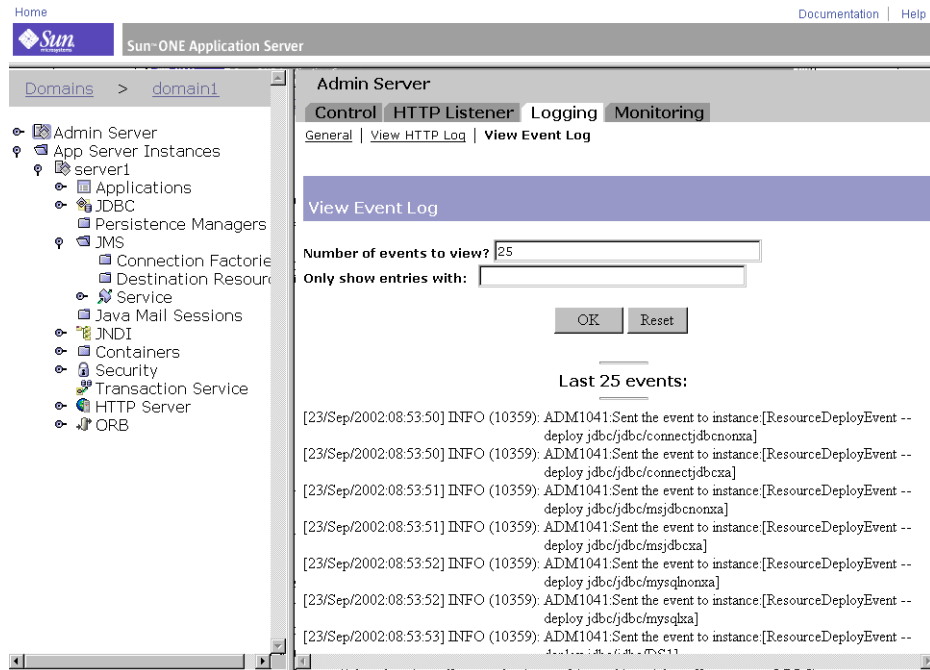 Home
Documentation | Help
Sun
microsystems
Sun™ ONE Application Server
Domains > domain1
Admin Server
App Server Instances
server1
Applications
JDBC
Persistence Managers
JMS
Connection Factorie
Destination Resourc
Service
Java Mail Sessions
JNDI
Containers
Security
Transaction Service
HTTP Server
ORB
Admin Server
Control HTTP Listener Logging Monitoring
General | View HTTP Log | View Event Log
View Event Log
Number of events to view? 25
Only show entries with:
OK Reset
Last 25 events:
[23/Sep/2002:08:53:50] INFO (10359): ADM1041:Sent the event to instance:[ResourceDeployEvent --
deploy jdbc/jdbc/connectjdbcnonxa]
[23/Sep/2002:08:53:50] INFO (10359): ADM1041:Sent the event to instance:[ResourceDeployEvent --
deploy jdbc/jdbc/connectjdbcxa]
[23/Sep/2002:08:53:51] INFO (10359): ADM1041:Sent the event to instance:[ResourceDeployEvent --
deploy jdbc/jdbc/msjdbcnonxa]
[23/Sep/2002:08:53:51] INFO (10359): ADM1041:Sent the event to instance:[ResourceDeployEvent --
deploy jdbc/jdbc/msjdbcxa]
[23/Sep/2002:08:53:52] INFO (10359): ADM1041:Sent the event to instance:[ResourceDeployEvent --
deploy jdbc/jdbc/mysqlnonxa]
[23/Sep/2002:08:53:52] INFO (10359): ADM1041:Sent the event to instance:[ResourceDeployEvent --
deploy jdbc/jdbc/mysqlxa]
[23/Sep/2002:08:53:53] INFO (10359): ADM1041:Sent the event to instance:[ResourceDeployEvent --
deploy jdbc/jdbc/DS1]